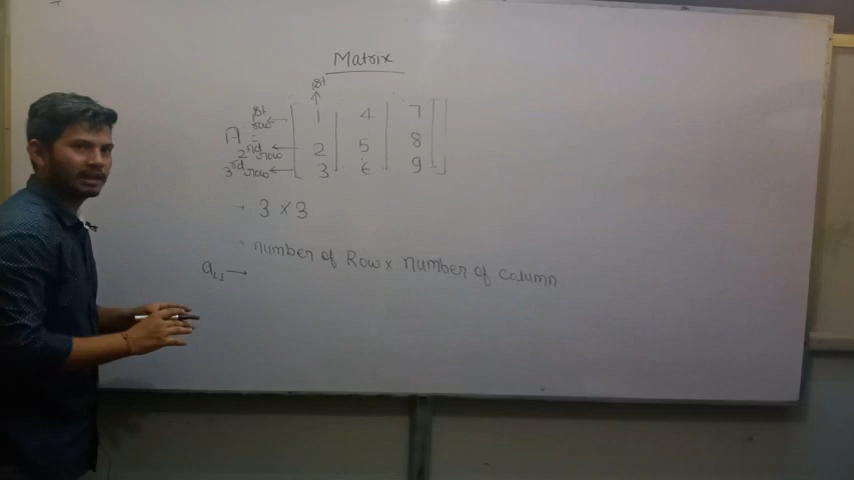 Matrix
1st
1st row ← 1 4 7
A =
2nd row ← 2 5 8
3rd row ← 3 6 9
→ 3 × 3
→ number of Row × number of column
a₁₁ →